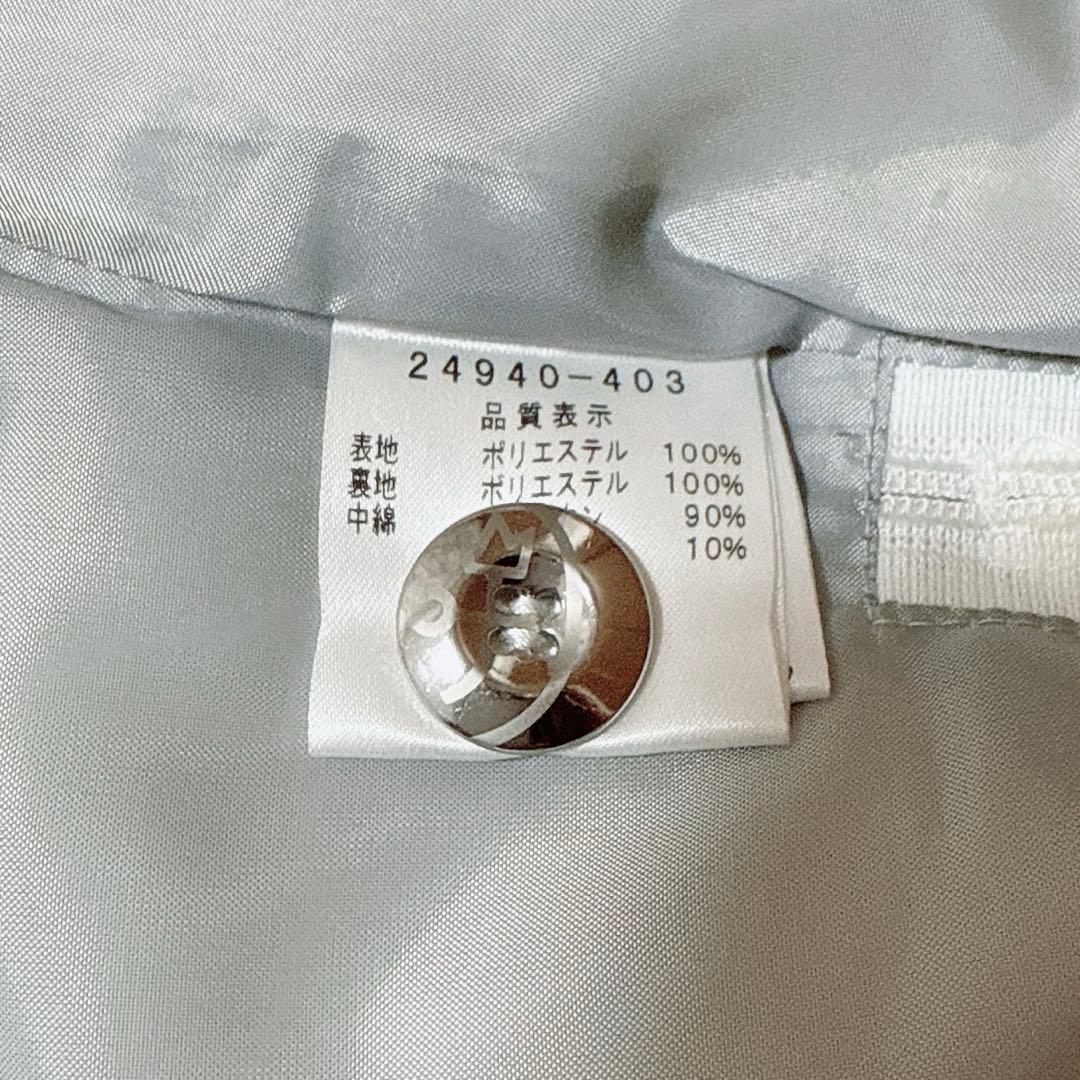 24940-403
品質表示
表地 ポリエステル 100%
裏地 ポリエステル 100%
中綿 90%
10%